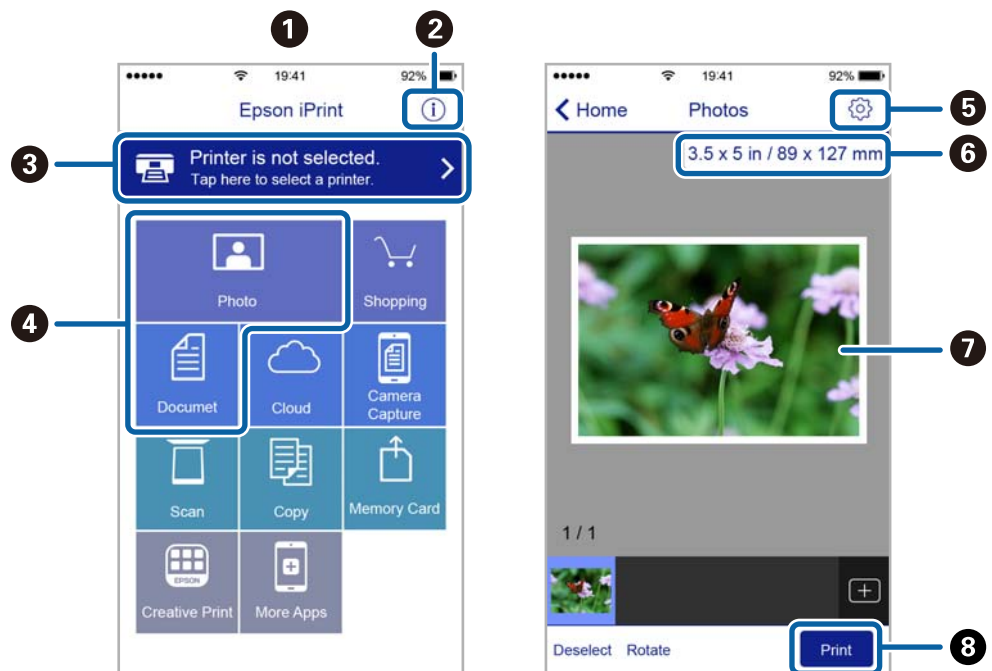 1
2
19:41
92%
Epson iPrint
i
3
Printer is not selected.
Tap here to select a printer.
4
Photo
Shopping
Documet
Cloud
Camera
Capture
Scan
Copy
Memory Card
EPSON
Creative Print
More Apps
19:41
92%
Home
Photos
5
3.5 x 5 in / 89 x 127 mm
6
7
1 / 1
Deselect
Rotate
Print
8